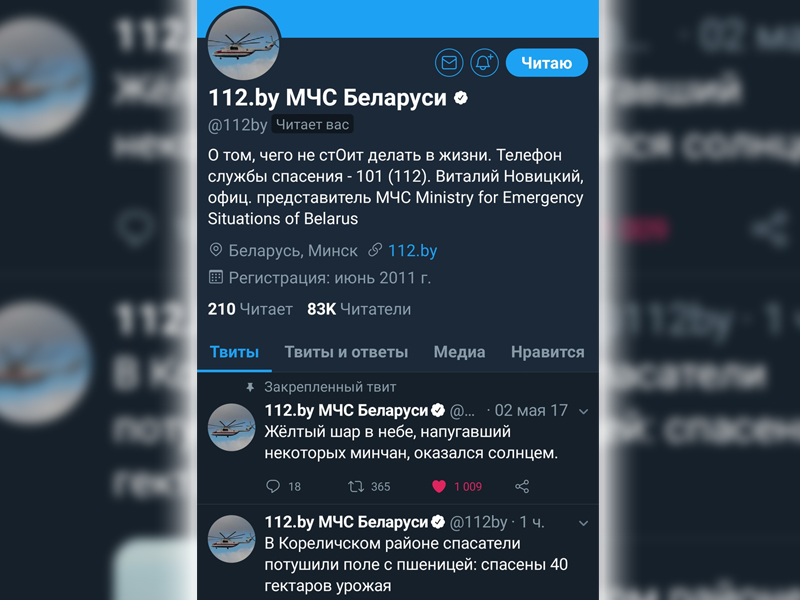 Читаю
112.by МЧС Беларуси
@112by Читает вас
О том, чего не стОит делать в жизни. Телефон
службы спасения - 101 (112). Виталий Новицкий,
офиц. представитель МЧС Ministry for Emergency
Situations of Belarus
Беларусь, Минск 112.by
Регистрация: июнь 2011 г.
210 Читает 83K Читатели
Твиты Твиты и ответы Медиа Нравится
Закрепленный твит
112.by МЧС Беларуси @... · 02 мая 17
Жёлтый шар в небе, напугавший
некоторых минчан, оказался солнцем.
18 365 1 009
112.by МЧС Беларуси @112by · 1 ч.
В Кореличском районе спасатели
потушили поле с пшеницей: спасены 40
гектаров урожая